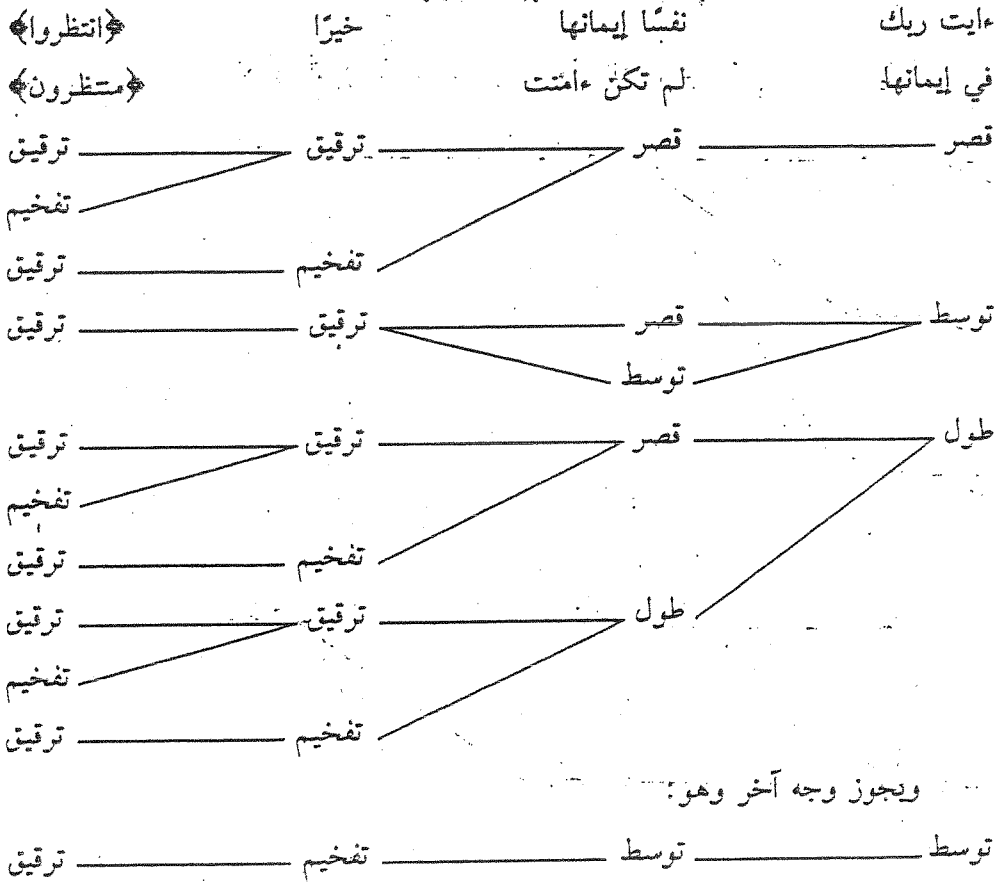 ءايت ربك نفسًا إيمانها خيرًا ﴿انتظروا﴾
في إيمانها لم تكن ءامنت ﴿منتظرون﴾
قصر قصر ترقيق ترقيق
تفخيم
تفخيم ترقيق
توسط قصر ترقيق ترقيق
توسط
طول قصر ترقيق ترقيق
تفخيم
تفخيم ترقيق
طول ترقيق ترقيق
تفخيم
تفخيم ترقيق
ويجوز وجه آخر وهو:
توسط توسط تفخيم ترقيق